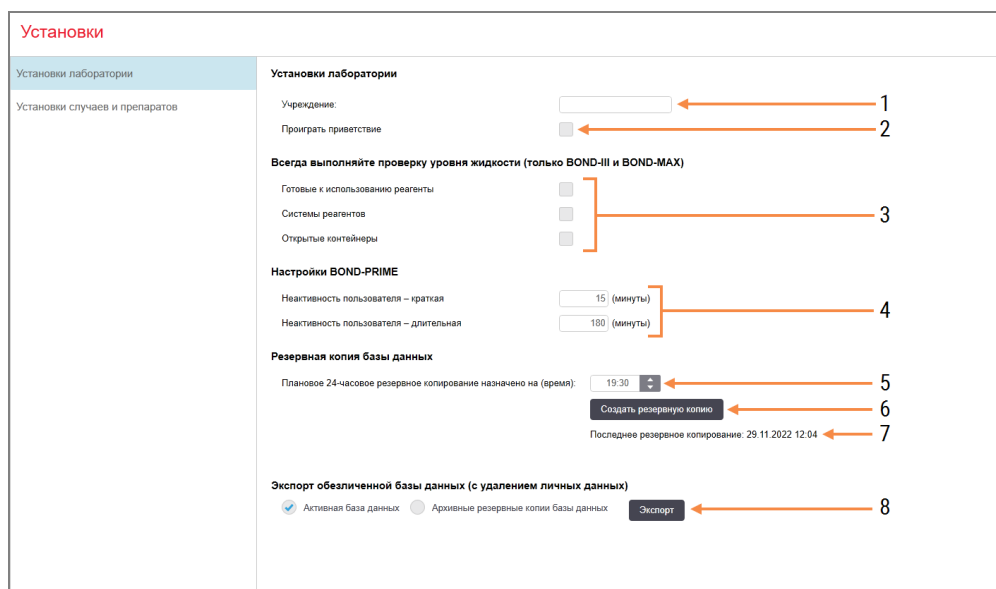 Установки
Установки лаборатории
Установки случаев и препаратов
Установки лаборатории
Учреждение: 1
Проиграть приветствие 2
Всегда выполняйте проверку уровня жидкости (только BOND-III и BOND-MAX)
Готовые к использованию реагенты
Системы реагентов 3
Открытые контейнеры
Настройки BOND-PRIME
Неактивность пользователя – краткая 15 (минуты)
4
Неактивность пользователя – длительная 180 (минуты)
Резервная копия базы данных
Плановое 24-часовое резервное копирование назначено на (время): 19:30 5
Создать резервную копию 6
Последнее резервное копирование: 29.11.2022 12:04 7
Экспорт обезличенной базы данных (с удалением личных данных)
Активная база данных Архивные резервные копии базы данных Экспорт 8